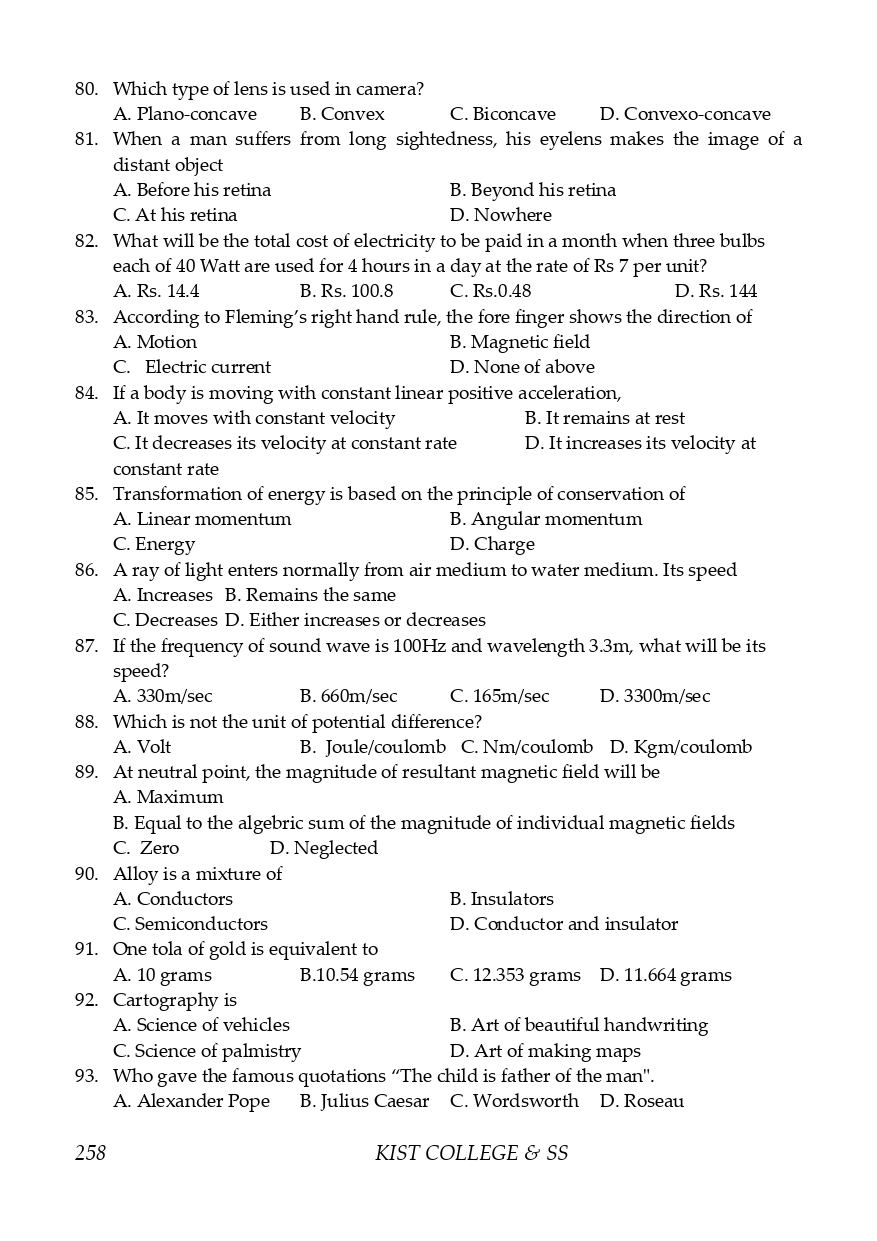 80. Which type of lens is used in camera?
A. Plano-concave B. Convex C. Biconcave D. Convexo-concave
81. When a man suffers from long sightedness, his eyelens makes the image of a
distant object
A. Before his retina B. Beyond his retina
C. At his retina D. Nowhere
82. What will be the total cost of electricity to be paid in a month when three bulbs
each of 40 Watt are used for 4 hours in a day at the rate of Rs 7 per unit?
A. Rs. 14.4 B. Rs. 100.8 C. Rs.0.48 D. Rs. 144
83. According to Fleming’s right hand rule, the fore finger shows the direction of
A. Motion B. Magnetic field
C. Electric current D. None of above
84. If a body is moving with constant linear positive acceleration,
A. It moves with constant velocity B. It remains at rest
C. It decreases its velocity at constant rate D. It increases its velocity at
constant rate
85. Transformation of energy is based on the principle of conservation of
A. Linear momentum B. Angular momentum
C. Energy D. Charge
86. A ray of light enters normally from air medium to water medium. Its speed
A. Increases B. Remains the same
C. Decreases D. Either increases or decreases
87. If the frequency of sound wave is 100Hz and wavelength 3.3m, what will be its
speed?
A. 330m/sec B. 660m/sec C. 165m/sec D. 3300m/sec
88. Which is not the unit of potential difference?
A. Volt B. Joule/coulomb C. Nm/coulomb D. Kgm/coulomb
89. At neutral point, the magnitude of resultant magnetic field will be
A. Maximum
B. Equal to the algebric sum of the magnitude of individual magnetic fields
C. Zero D. Neglected
90. Alloy is a mixture of
A. Conductors B. Insulators
C. Semiconductors D. Conductor and insulator
91. One tola of gold is equivalent to
A. 10 grams B.10.54 grams C. 12.353 grams D. 11.664 grams
92. Cartography is
A. Science of vehicles B. Art of beautiful handwriting
C. Science of palmistry D. Art of making maps
93. Who gave the famous quotations “The child is father of the man".
A. Alexander Pope B. Julius Caesar C. Wordsworth D. Roseau
258 KIST COLLEGE & SS